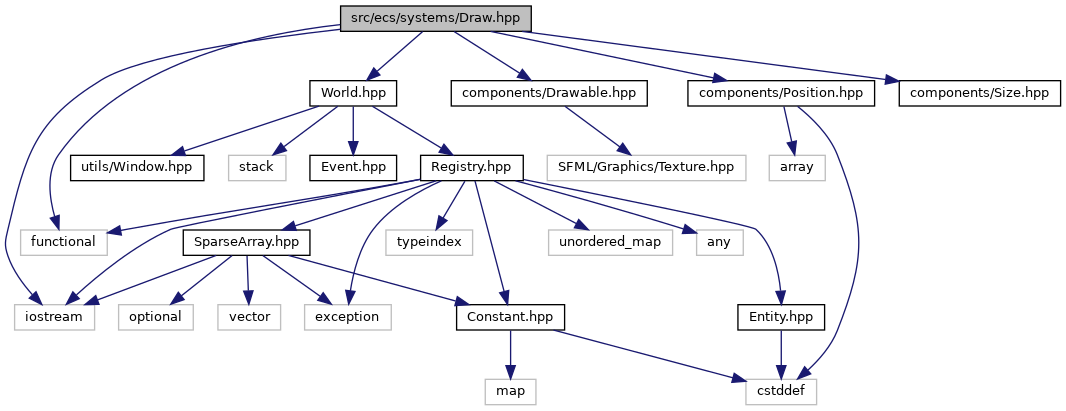 src/ecs/systems/Draw.hpp
World.hpp
components/Drawable.hpp
components/Position.hpp
components/Size.hpp
utils/Window.hpp
stack
Event.hpp
Registry.hpp
SFML/Graphics/Texture.hpp
array
functional
SparseArray.hpp
typeindex
unordered_map
any
iostream
optional
vector
exception
Constant.hpp
Entity.hpp
map
cstddef